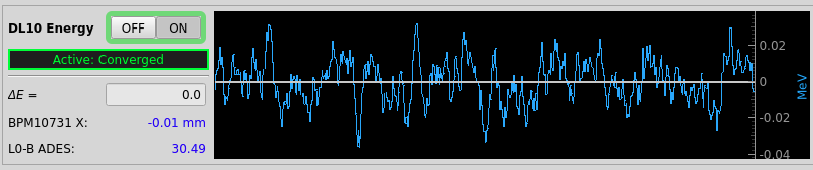 DL10 Energy OFF ON
Active: Converged
ΔE = 0.0
BPM10731 X: -0.01 mm
L0-B ADES: 30.49
0.02
0
-0.02
-0.04
MeV